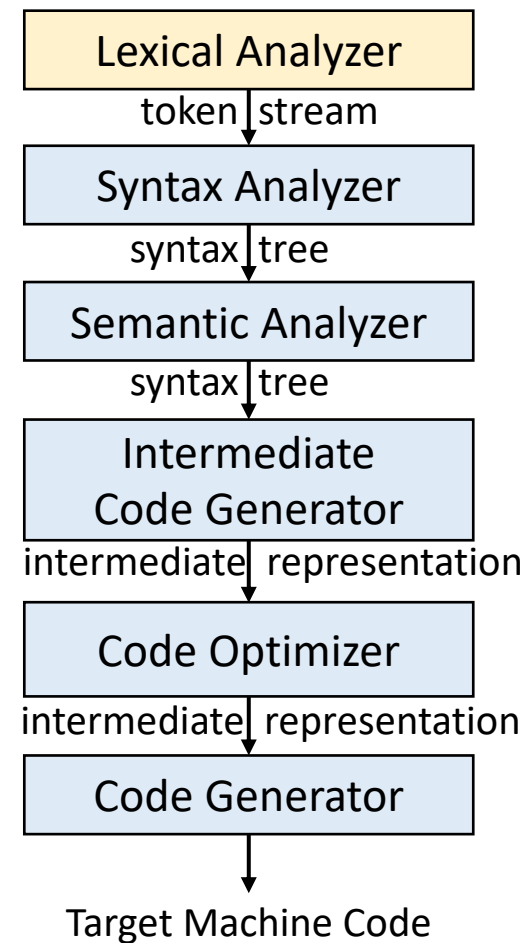 Lexical Analyzer
token stream
Syntax Analyzer
syntax tree
Semantic Analyzer
syntax tree
Intermediate
Code Generator
intermediate representation
Code Optimizer
intermediate representation
Code Generator
Target Machine Code